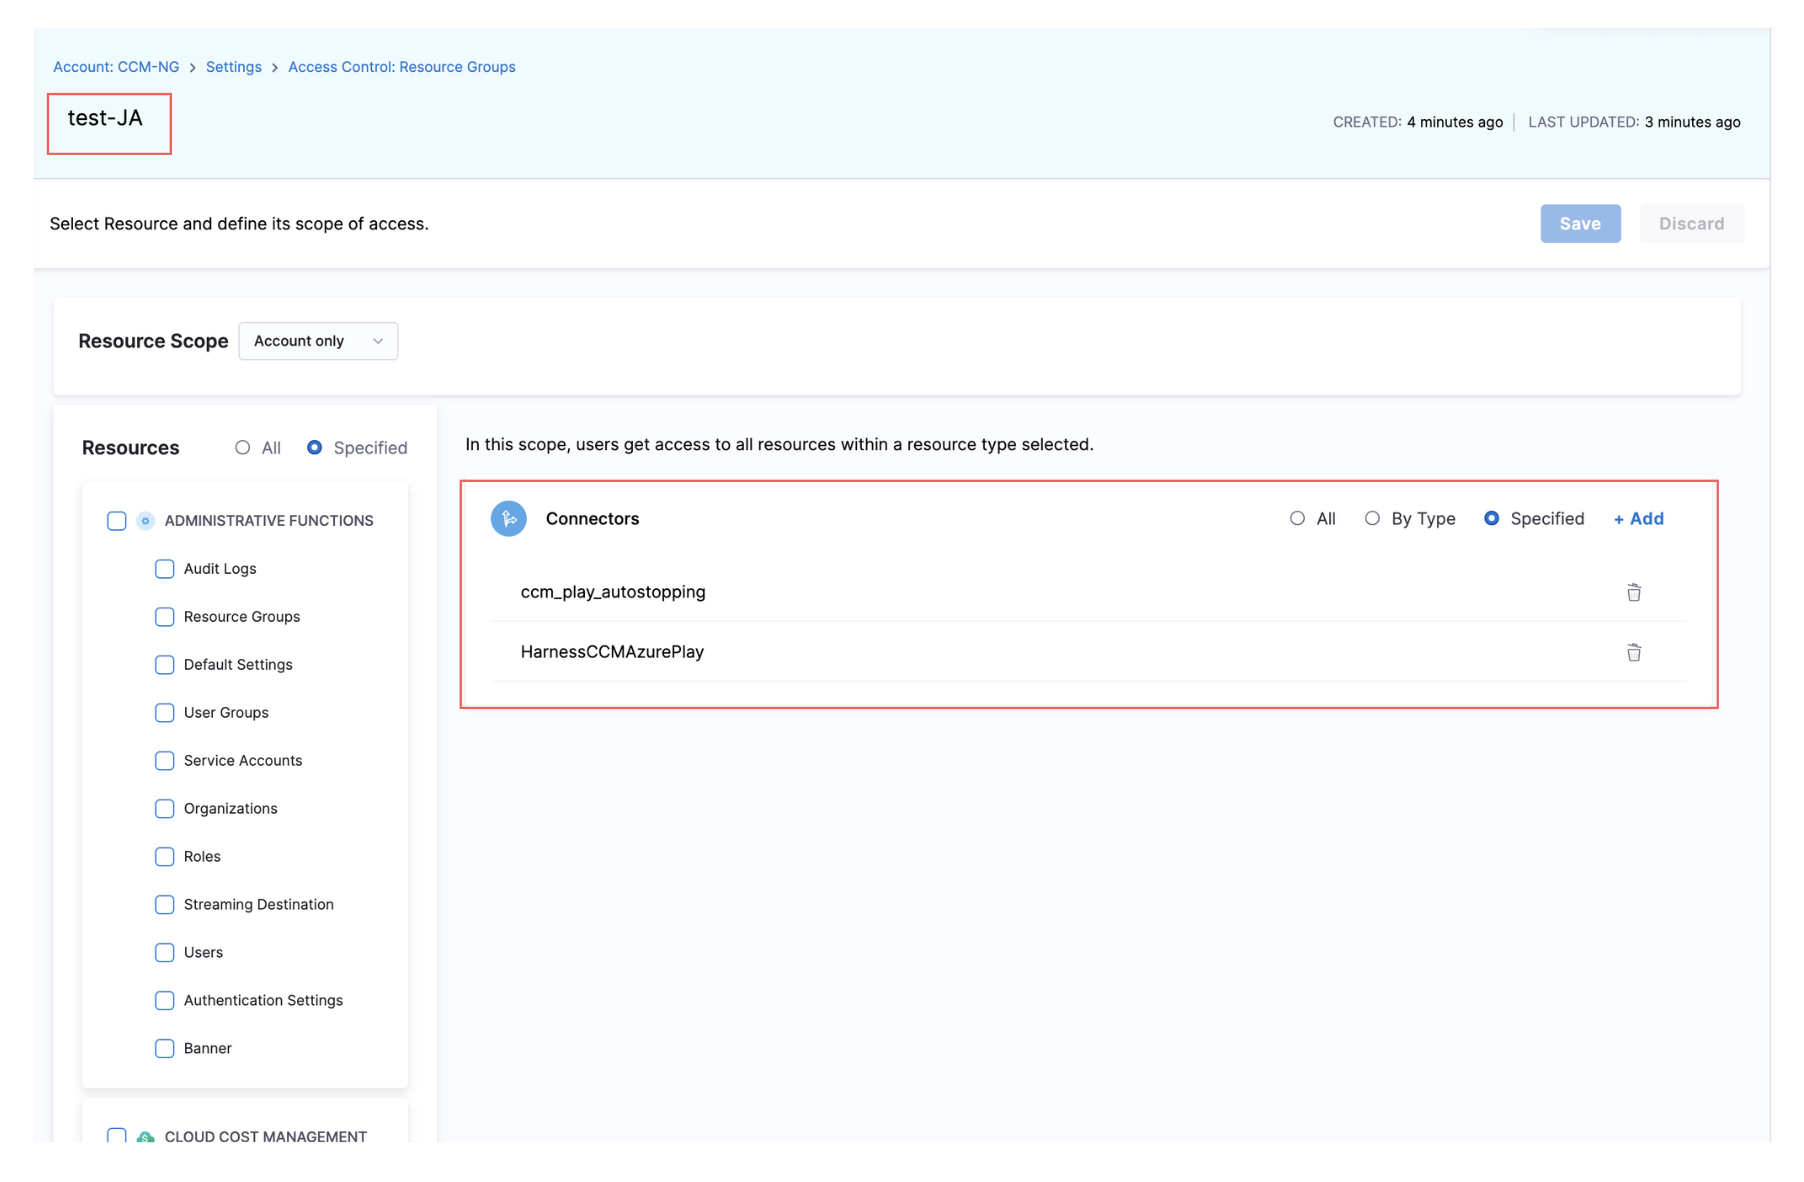 Account: CCM-NG > Settings > Access Control: Resource Groups
test-JA
CREATED: 4 minutes ago | LAST UPDATED: 3 minutes ago
Select Resource and define its scope of access.
Save Discard
Resource Scope Account only
Resources All Specified
In this scope, users get access to all resources within a resource type selected.
ADMINISTRATIVE FUNCTIONS
Audit Logs
Resource Groups
Default Settings
User Groups
Service Accounts
Organizations
Roles
Streaming Destination
Users
Authentication Settings
Banner
CLOUD COST MANAGEMENT
Connectors All By Type Specified + Add
ccm_play_autostopping
HarnessCCMAzurePlay